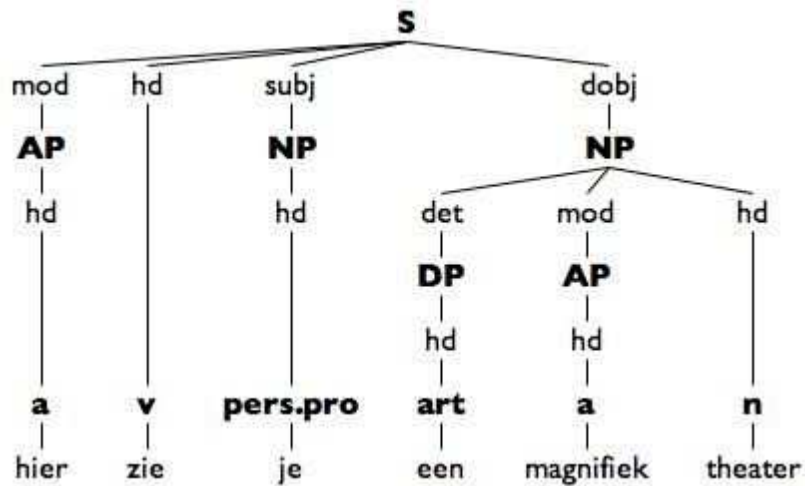 S
mod hd subj dobj
AP NP NP
hd hd det mod hd
DP AP
hd hd
a v pers.pro art a n
hier zie je een magnifiek theater